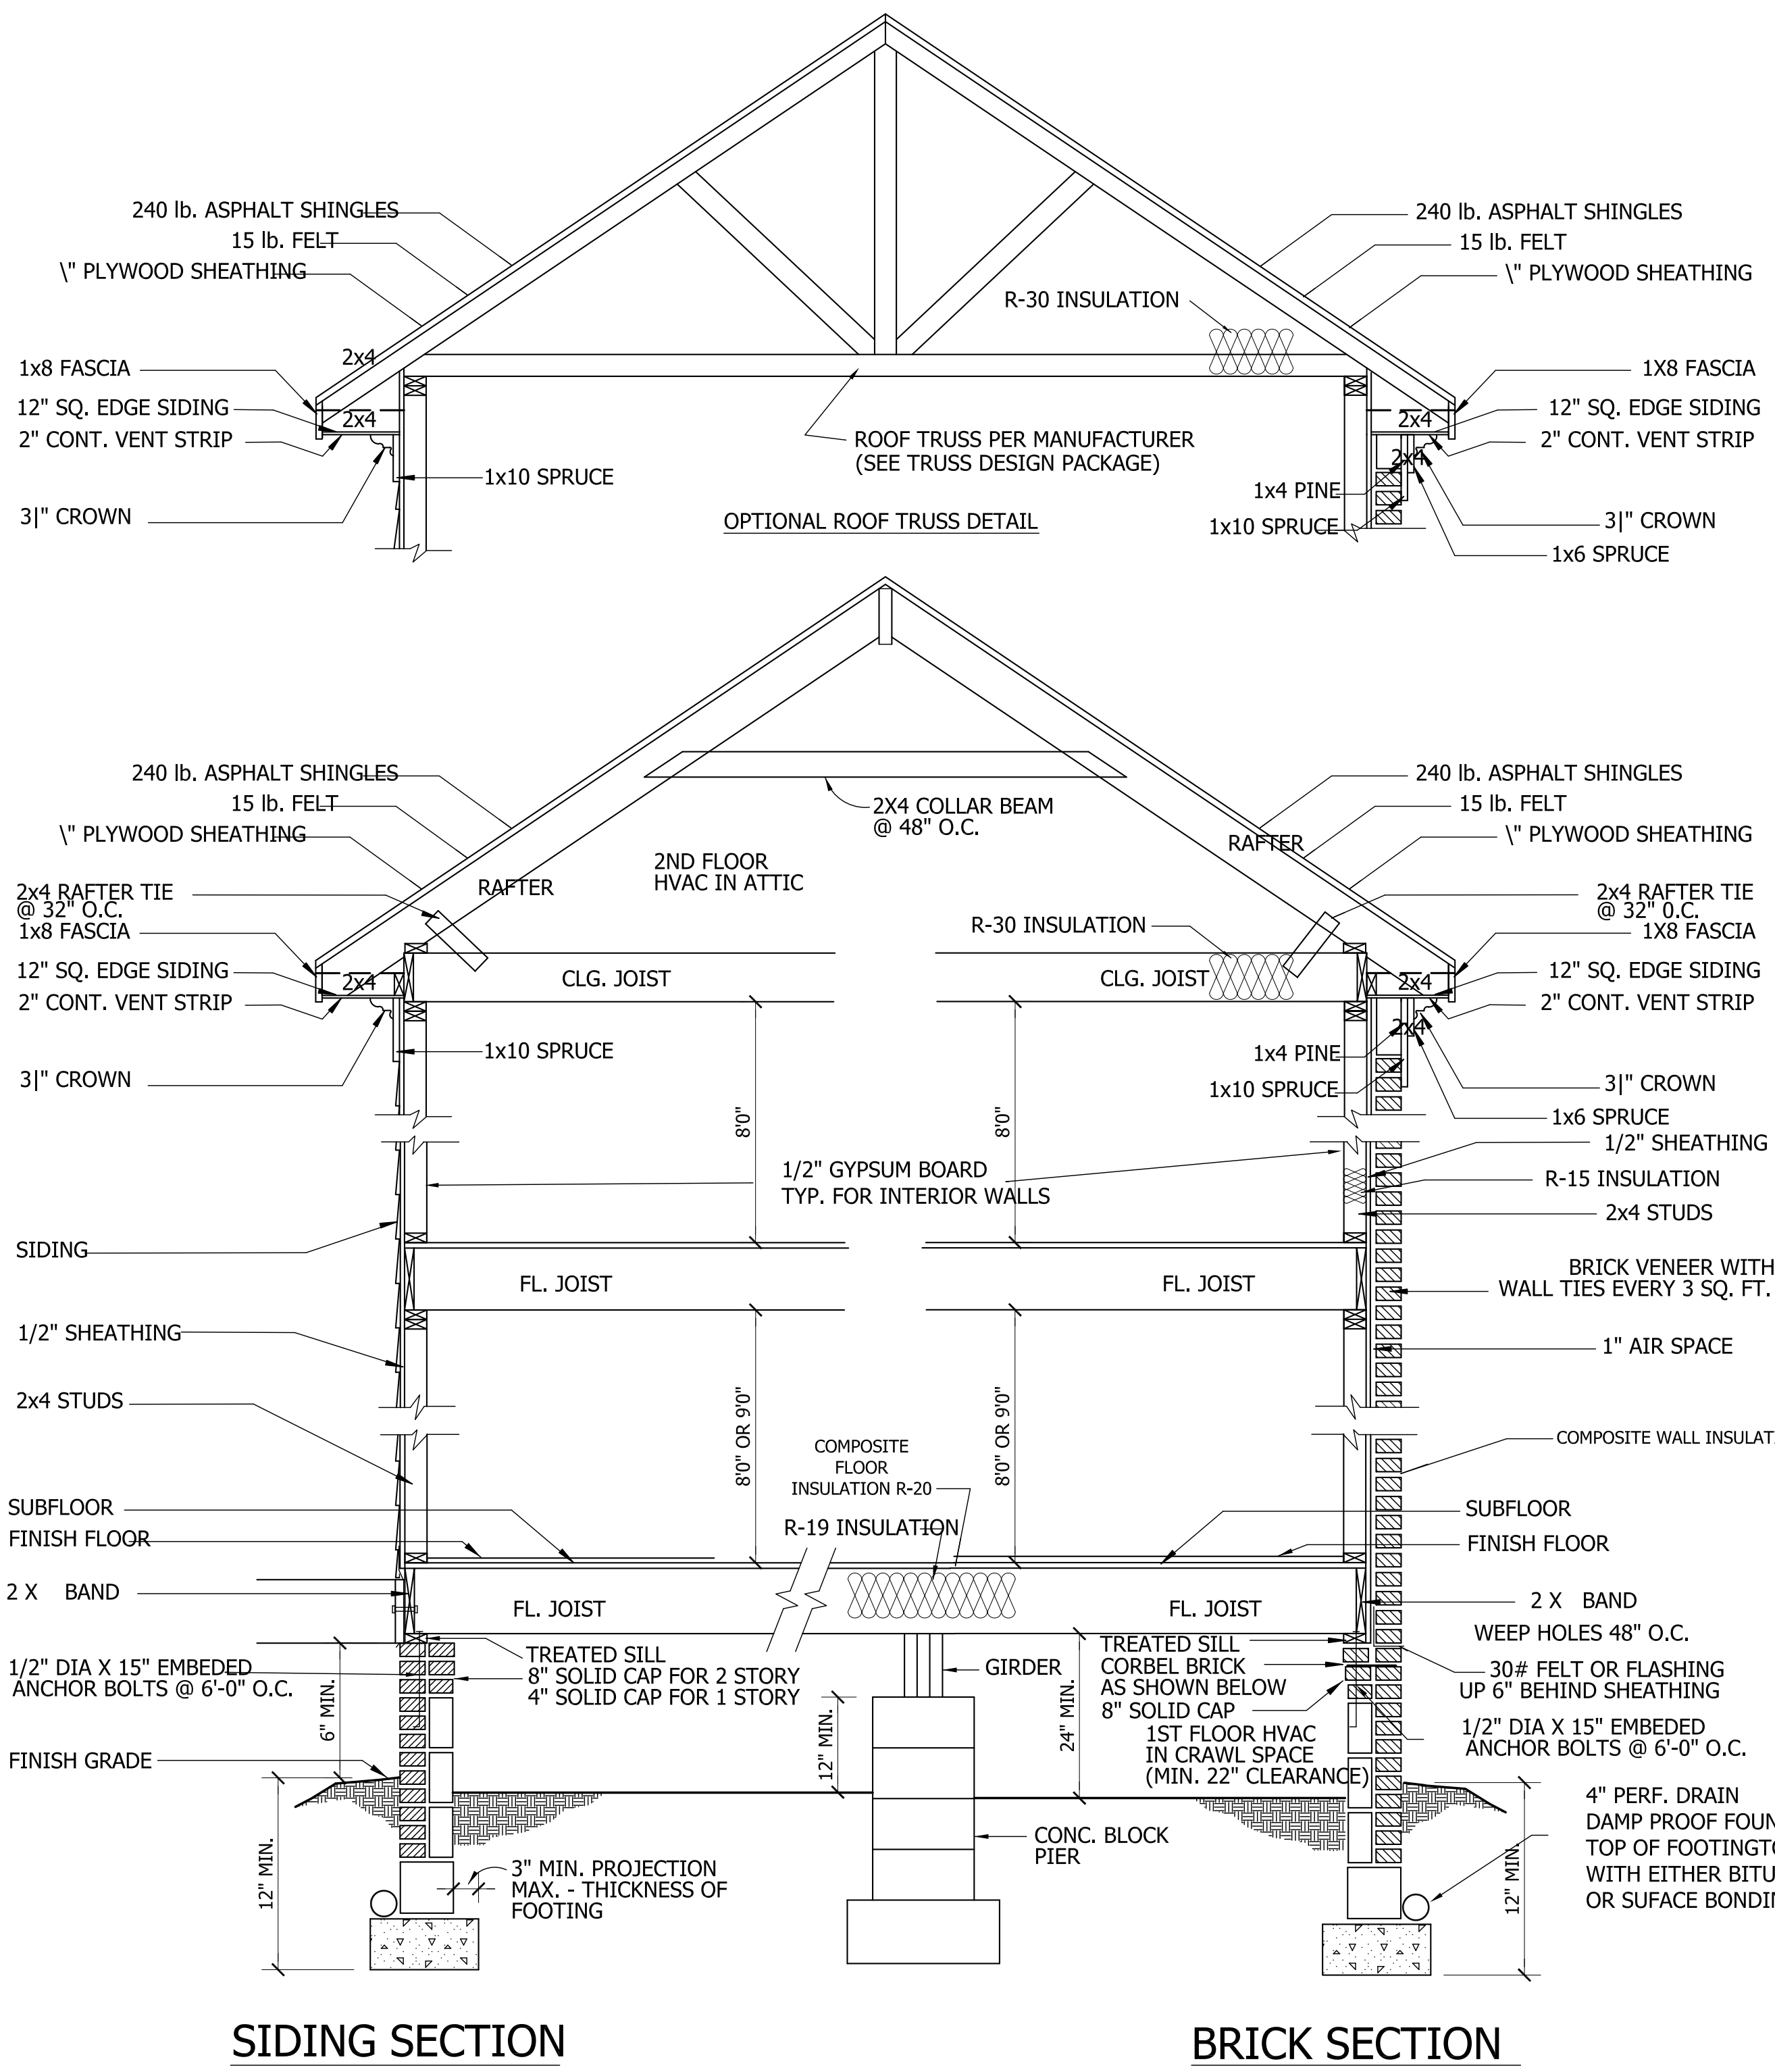 240 lb. ASPHALT SHINGLES
15 lb. FELT
\" PLYWOOD SHEATHING
2x4
1x8 FASCIA
12" SQ. EDGE SIDING
2x4
2" CONT. VENT STRIP
1x10 SPRUCE
3|" CROWN
R-30 INSULATION
ROOF TRUSS PER MANUFACTURER
(SEE TRUSS DESIGN PACKAGE)
OPTIONAL ROOF TRUSS DETAIL
240 lb. ASPHALT SHINGLES
15 lb. FELT
\" PLYWOOD SHEATHING
1X8 FASCIA
12" SQ. EDGE SIDING
2x4
2" CONT. VENT STRIP
2x4
1x4 PINE
1x10 SPRUCE
3|" CROWN
1x6 SPRUCE
240 lb. ASPHALT SHINGLES
15 lb. FELT
\" PLYWOOD SHEATHING
RAFTER
2x4 RAFTER TIE
@ 32" O.C.
1x8 FASCIA
12" SQ. EDGE SIDING
2x4
2" CONT. VENT STRIP
1x10 SPRUCE
3|" CROWN
2X4 COLLAR BEAM
@ 48" O.C.
2ND FLOOR
HVAC IN ATTIC
R-30 INSULATION
CLG. JOIST
CLG. JOIST
240 lb. ASPHALT SHINGLES
15 lb. FELT
RAFTER
\" PLYWOOD SHEATHING
2x4 RAFTER TIE
@ 32" 0.C.
1X8 FASCIA
12" SQ. EDGE SIDING
2x4
2" CONT. VENT STRIP
2x4
1x4 PINE
1x10 SPRUCE
3|" CROWN
1x6 SPRUCE
8'0"
8'0"
1/2" GYPSUM BOARD
TYP. FOR INTERIOR WALLS
1/2" SHEATHING
R-15 INSULATION
2x4 STUDS
SIDING
FL. JOIST
FL. JOIST
BRICK VENEER WITH
WALL TIES EVERY 3 SQ. FT.
1/2" SHEATHING
1" AIR SPACE
2x4 STUDS
8'0" OR 9'0"
8'0" OR 9'0"
COMPOSITE
FLOOR
INSULATION R-20
R-19 INSULATION
COMPOSITE WALL INSULAT
SUBFLOOR
FINISH FLOOR
SUBFLOOR
FINISH FLOOR
2 X BAND
FL. JOIST
FL. JOIST
2 X BAND
WEEP HOLES 48" O.C.
TREATED SILL
8" SOLID CAP FOR 2 STORY
4" SOLID CAP FOR 1 STORY
1/2" DIA X 15" EMBEDED
ANCHOR BOLTS @ 6'-0" O.C.
6" MIN.
FINISH GRADE
12" MIN.
3" MIN. PROJECTION
MAX. - THICKNESS OF
FOOTING
GIRDER
12" MIN.
24" MIN.
CONC. BLOCK
PIER
TREATED SILL
CORBEL BRICK
AS SHOWN BELOW
8" SOLID CAP
1ST FLOOR HVAC
IN CRAWL SPACE
(MIN. 22" CLEARANCE)
30# FELT OR FLASHING
UP 6" BEHIND SHEATHING
1/2" DIA X 15" EMBEDED
ANCHOR BOLTS @ 6'-0" O.C.
4" PERF. DRAIN
DAMP PROOF FOUN
TOP OF FOOTINGTO
WITH EITHER BITU
OR SUFACE BONDIN
12" MIN.
SIDING SECTION
BRICK SECTION